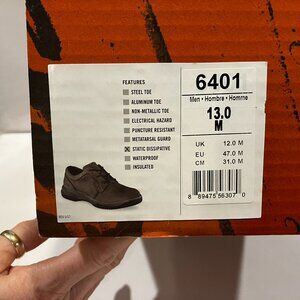 FEATURES
STEEL TOE
ALUMINUM TOE
NON-METALLIC TOE
ELECTRICAL HAZARD
PUNCTURE RESISTANT
METATARSAL GUARD
STATIC DISSIPATIVE
WATERPROOF
INSULATED
6401
Men • Hombre • Homme
13.0
M
UK 12.0 M
EU 47.0 M
CM 31.0 M
8 89475 56307 0